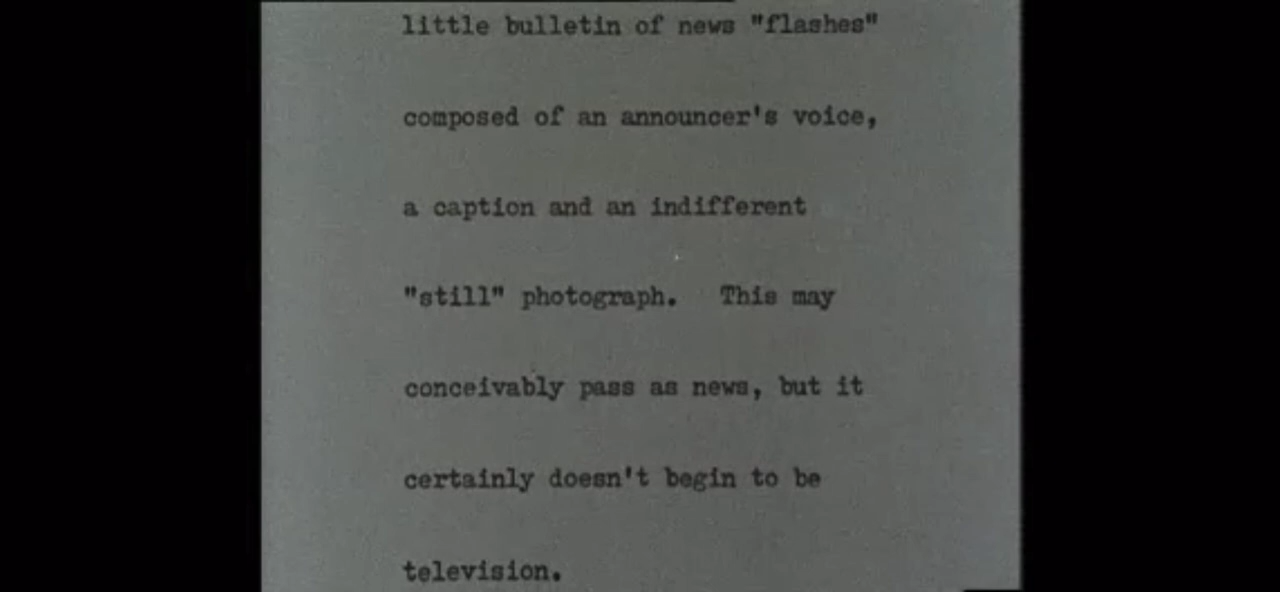 little bulletin of news "flashes"
composed of an announcer's voice,
a caption and an indifferent
"still" photograph. This may
conceivably pass as news, but it
certainly doesn't begin to be
television.